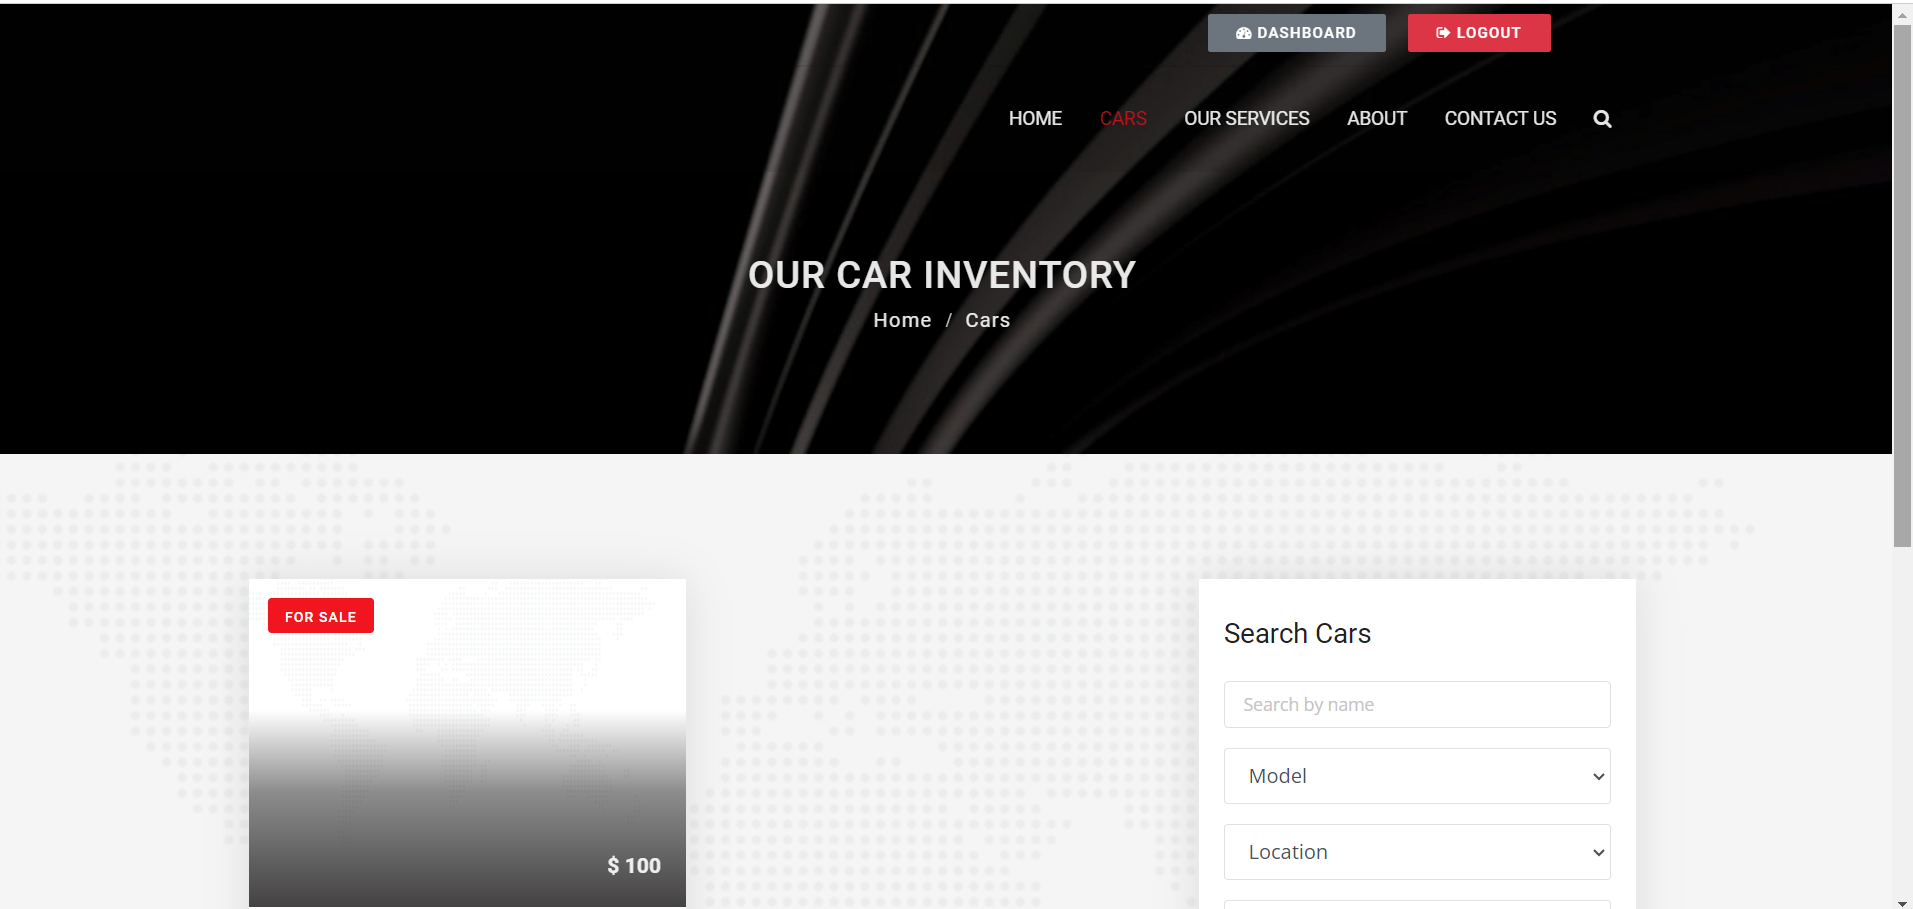 DASHBOARD
LOGOUT
HOME CARS OUR SERVICES ABOUT CONTACT US
OUR CAR INVENTORY
Home / Cars
FOR SALE
$ 100
Search Cars
Search by name
Model
Location